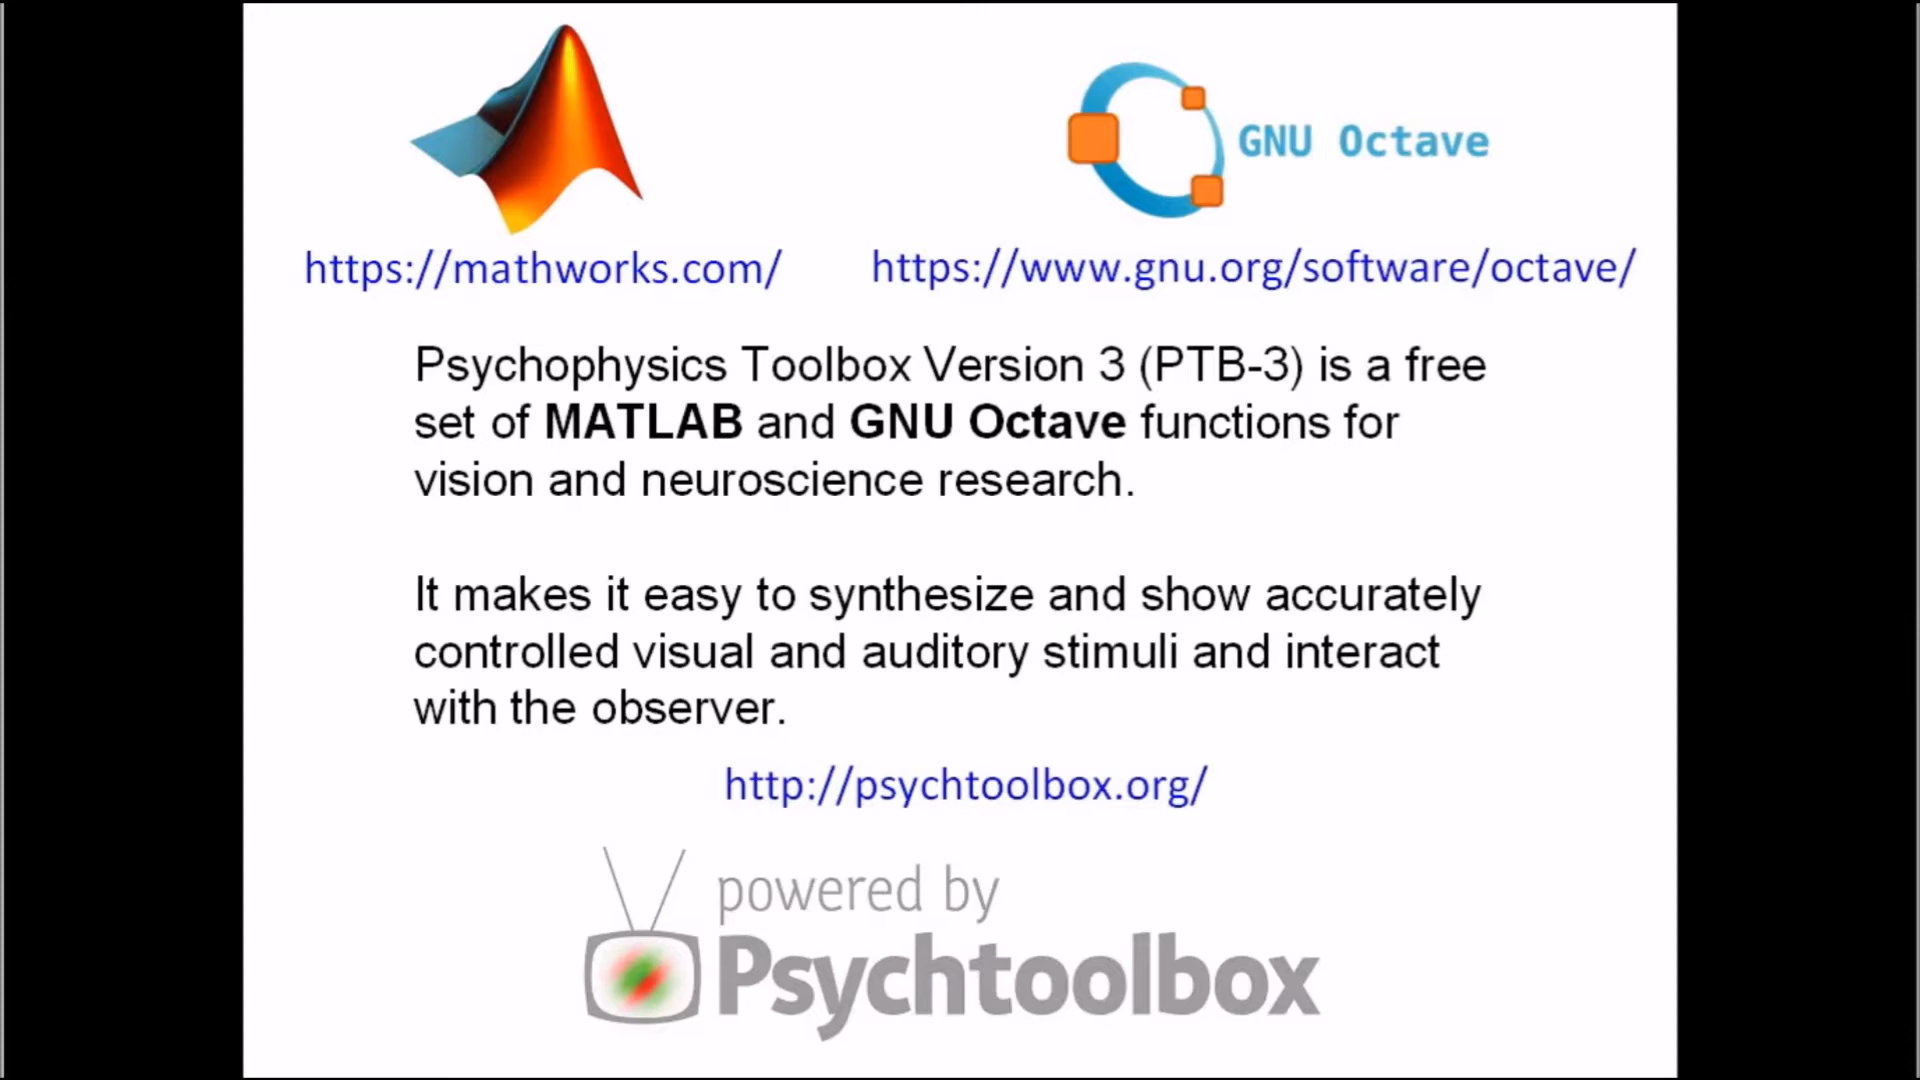 GNU Octave
https://mathworks.com/
https://www.gnu.org/software/octave/
Psychophysics Toolbox Version 3 (PTB-3) is a free
set of MATLAB and GNU Octave functions for
vision and neuroscience research.
It makes it easy to synthesize and show accurately
controlled visual and auditory stimuli and interact
with the observer.
http://psychtoolbox.org/
powered by
Psychtoolbox